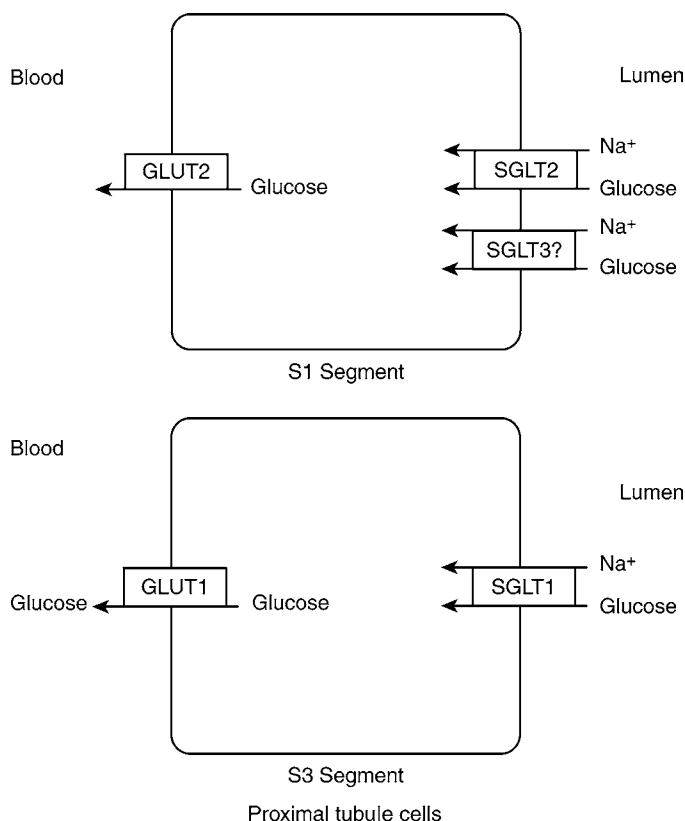 Blood
Lumen
Na⁺
GLUT2
SGLT2
Glucose
Glucose
Na⁺
SGLT3?
Glucose
S1 Segment
Blood
Lumen
Na⁺
GLUT1
SGLT1
Glucose
Glucose
Glucose
S3 Segment
Proximal tubule cells